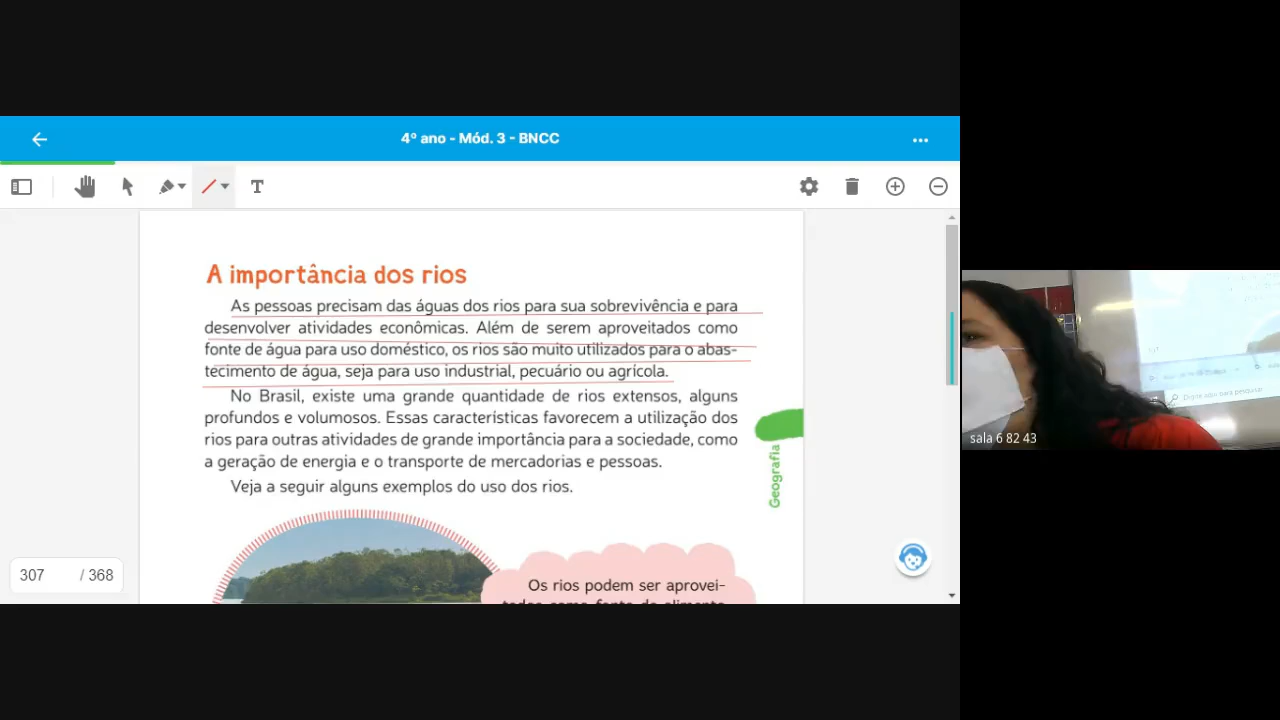 4º ano - Mód. 3 - BNCC
T
A importância dos rios
As pessoas precisam das águas dos rios para sua sobrevivência e para
desenvolver atividades econômicas. Além de serem aproveitados como
fonte de água para uso doméstico, os rios são muito utilizados para o abas-
tecimento de água, seja para uso industrial, pecuário ou agrícola.
No Brasil, existe uma grande quantidade de rios extensos, alguns
profundos e volumosos. Essas características favorecem a utilização dos
rios para outras atividades de grande importância para a sociedade, como
a geração de energia e o transporte de mercadorias e pessoas.
Veja a seguir alguns exemplos do uso dos rios.
Geografia
Os rios podem ser aprovei-
307 / 368
Digite aqui para pesquisar
sala 6 82 43